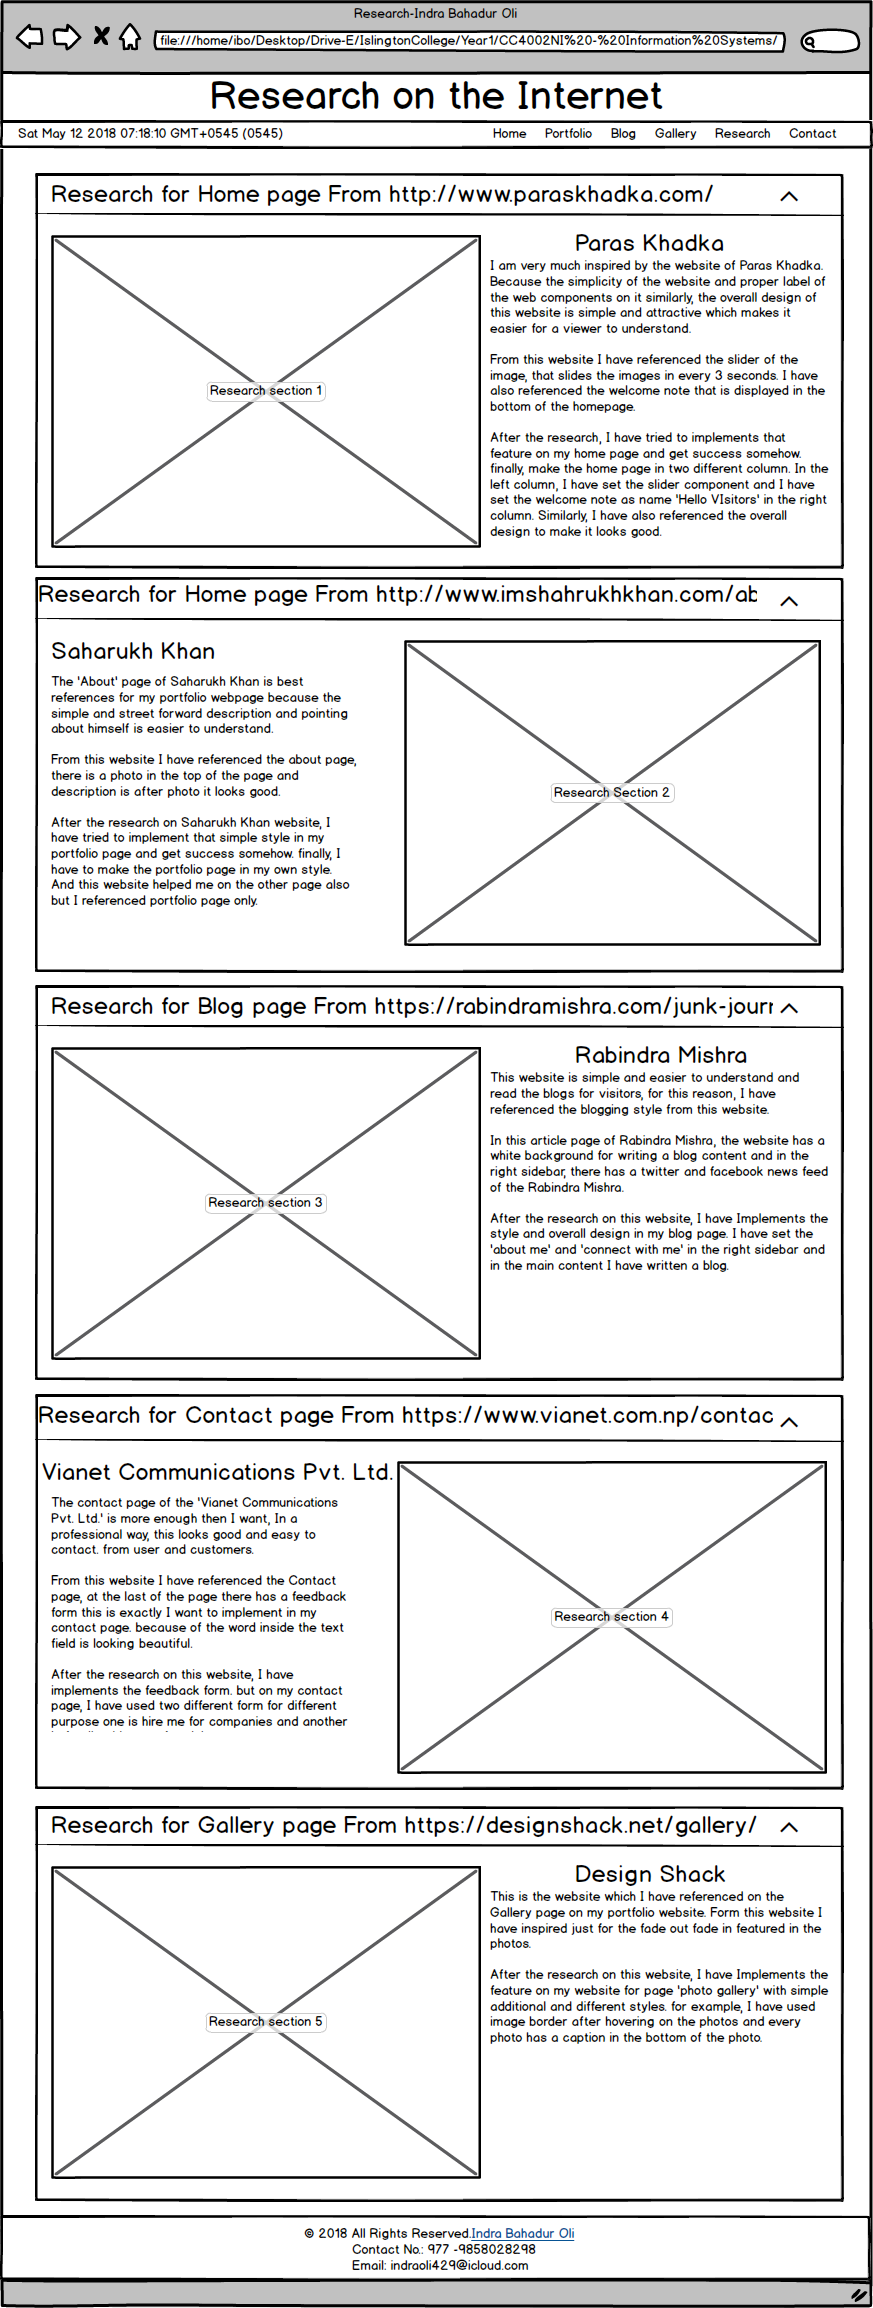 Research-Indra Bahadur Oli
file:///home/ibo/Desktop/Drive-E/IslingtonCollege/Year1/CC4002NI%20-%20Information%20Systems/
Research on the Internet
Sat May 12 2018 07:18:10 GMT+0545 (0545)
Home Portfolio Blog Gallery Research Contact
Research for Home page From http://www.paraskhadka.com/
Research section 1
Paras Khadka
I am very much inspired by the website of Paras Khadka.
Because the simplicity of the website and proper label of
the web components on it similarly, the overall design of
this website is simple and attractive which makes it
easier for a viewer to understand.
From this website I have referenced the slider of the
image, that slides the images in every 3 seconds. I have
also referenced the welcome note that is displayed in the
bottom of the homepage.
After the research, I have tried to implements that
feature on my home page and get success somehow.
finally, make the home page in two different column. In the
left column, I have set the slider component and I have
set the welcome note as name 'Hello VIsitors' in the right
column. Similarly, I have also referenced the overall
design to make it looks good.
Research for Home page From http://www.imshahrukhkhan.com/ab
Saharukh Khan
The 'About' page of Saharukh Khan is best
references for my portfolio webpage because the
simple and street forward description and pointing
about himself is easier to understand.
From this website I have referenced the about page,
there is a photo in the top of the page and
description is after photo it looks good.
After the research on Saharukh Khan website, I
have tried to implement that simple style in my
portfolio page and get success somehow. finally, I
have to make the portfolio page in my own style.
And this website helped me on the other page also
but I referenced portfolio page only.
Research Section 2
Research for Blog page From https://rabindramishra.com/junk-journ
Research section 3
Rabindra Mishra
This website is simple and easier to understand and
read the blogs for visitors, for this reason, I have
referenced the blogging style from this website.
In this article page of Rabindra Mishra, the website has a
white background for writing a blog content and in the
right sidebar, there has a twitter and facebook news feed
of the Rabindra Mishra.
After the research on this website, I have Implements the
style and overall design in my blog page. I have set the
'about me' and 'connect with me' in the right sidebar and
in the main content I have written a blog.
Research for Contact page From https://www.vianet.com.np/contac
Vianet Communications Pvt. Ltd.
The contact page of the 'Vianet Communications
Pvt. Ltd.' is more enough then I want, In a
professional way, this looks good and easy to
contact. from user and customers.
From this website I have referenced the Contact
page, at the last of the page there has a feedback
form this is exactly I want to implement in my
contact page. because of the word inside the text
field is looking beautiful.
After the research on this website, I have
implements the feedback form. but on my contact
page, I have used two different form for different
purpose one is hire me for companies and another
Research section 4
Research for Gallery page From https://designshack.net/gallery/
Research section 5
Design Shack
This is the website which I have referenced on the
Gallery page on my portfolio website. Form this website I
have inspired just for the fade out fade in featured in the
photos.
After the research on this website, I have Implements the
feature on my website for page 'photo gallery' with simple
additional and different styles. for example, I have used
image border after hovering on the photos and every
photo has a caption in the bottom of the photo.
© 2018 All Rights Reserved.Indra Bahadur Oli
Contact No.: 977 -9858028298
Email: indraoli429@icloud.com